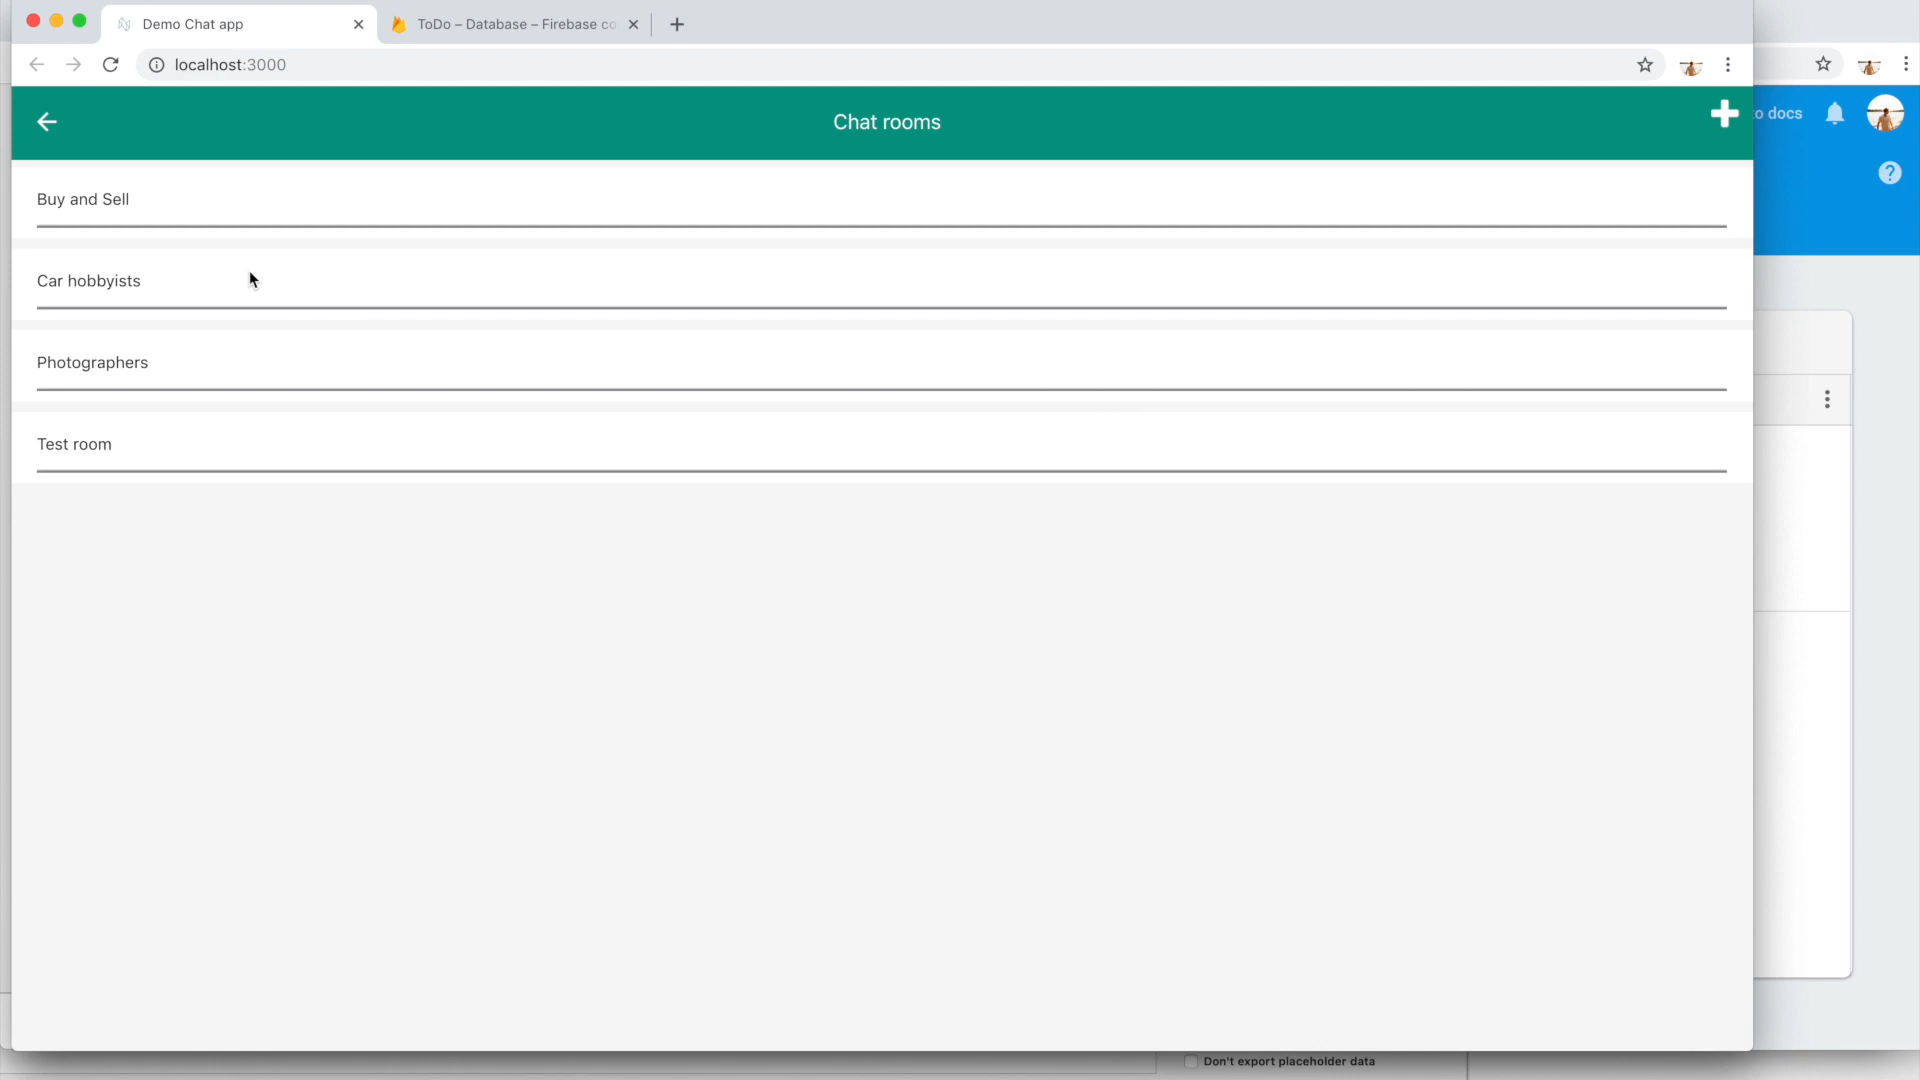 Demo Chat app
ToDo – Database – Firebase co
localhost:3000
Chat rooms
to docs
Buy and Sell
Car hobbyists
Photographers
Test room
Don't export placeholder data